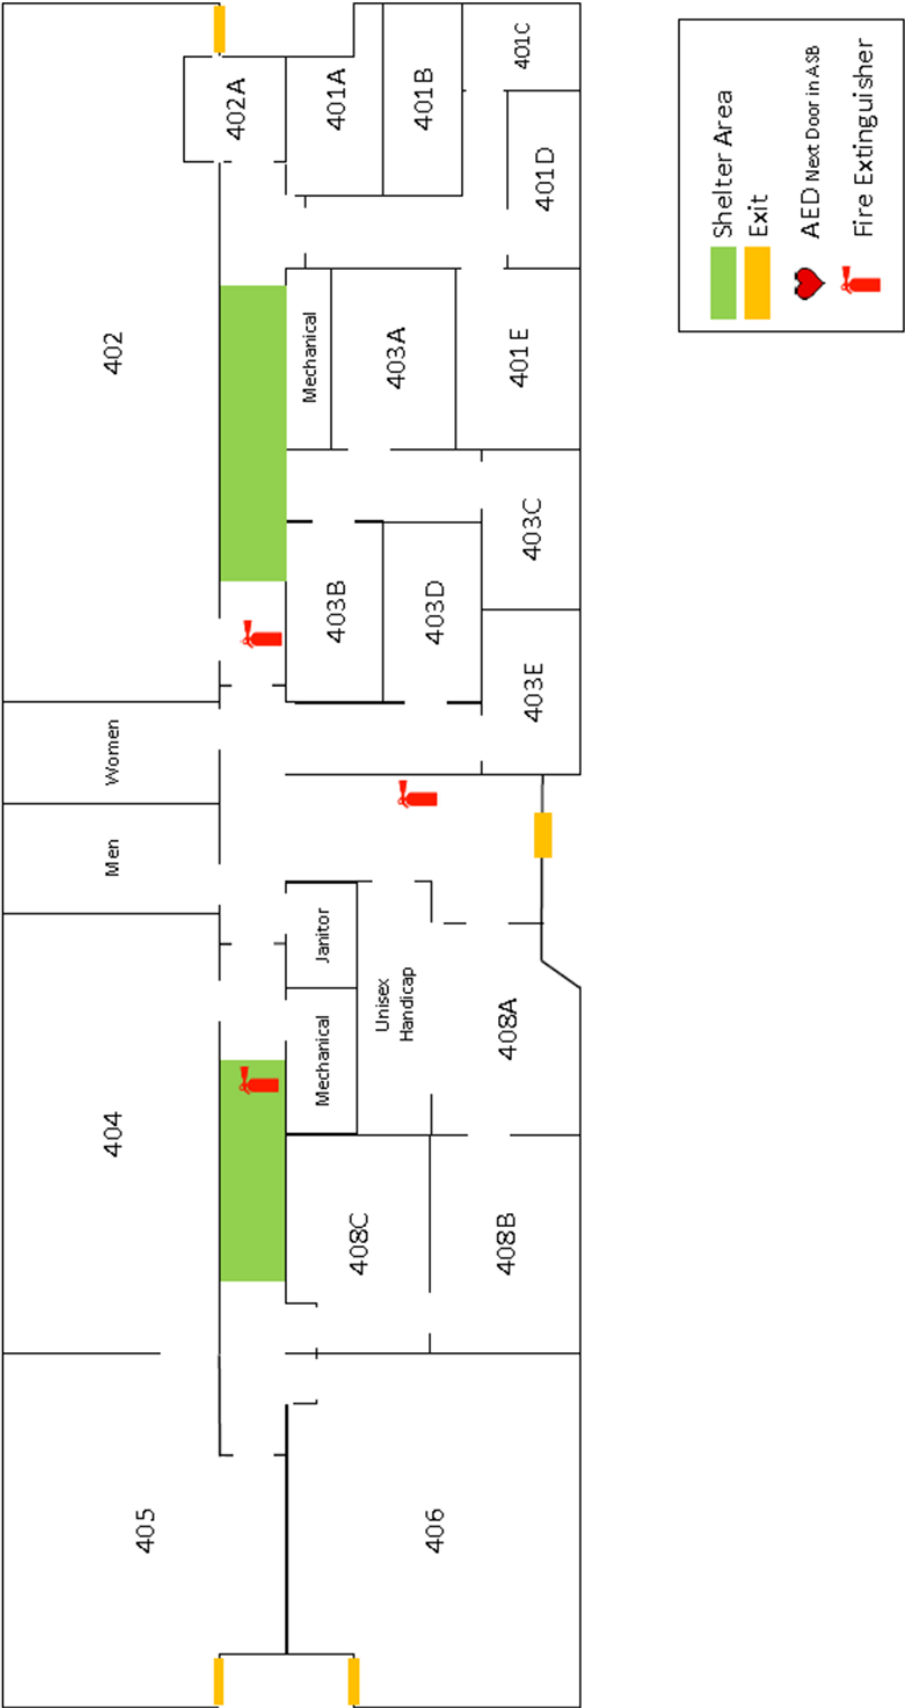 405
404
Men
Women
402
406
408C
408B
Mechanical
Janitor
Unisex
Handicap
408A
403E
403B
403D
403C
Mechanical
403A
401E
402A
401A
401B
401D
401C
Shelter Area
Exit
AED Next Door in ASB
Fire Extinguisher